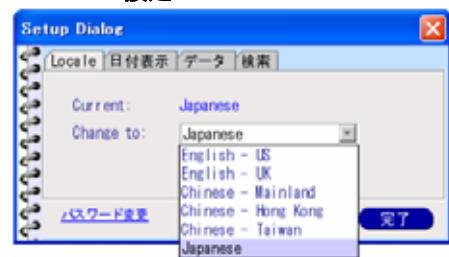 Setup Dialog
Locale 日付表示 データ 検索
Current: Japanese
Change to: Japanese
English - US
English - UK
Chinese - Mainland
Chinese - Hong Kong
Chinese - Taiwan
Japanese
パスワード変更 完了